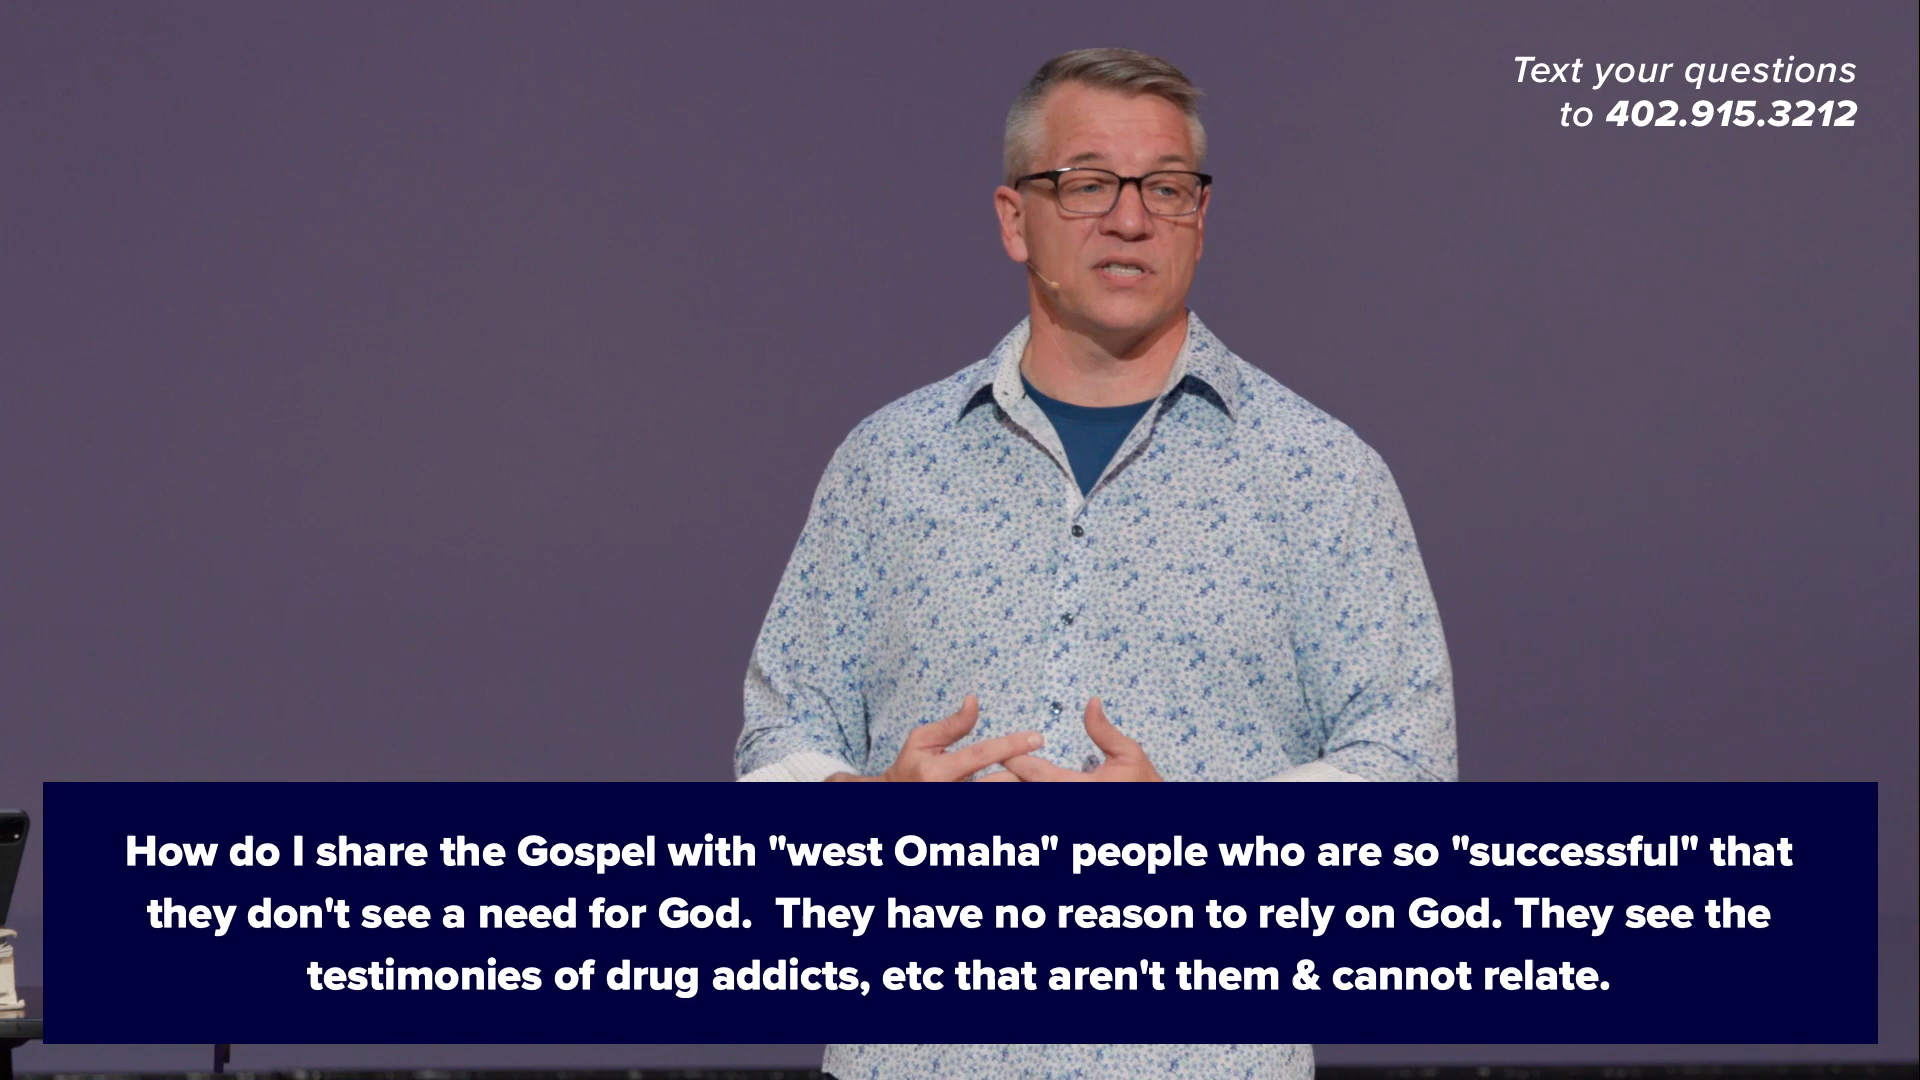 Text your questions
to 402.915.3212
How do I share the Gospel with "west Omaha" people who are so "successful" that
they don't see a need for God.  They have no reason to rely on God. They see the
testimonies of drug addicts, etc that aren't them & cannot relate.